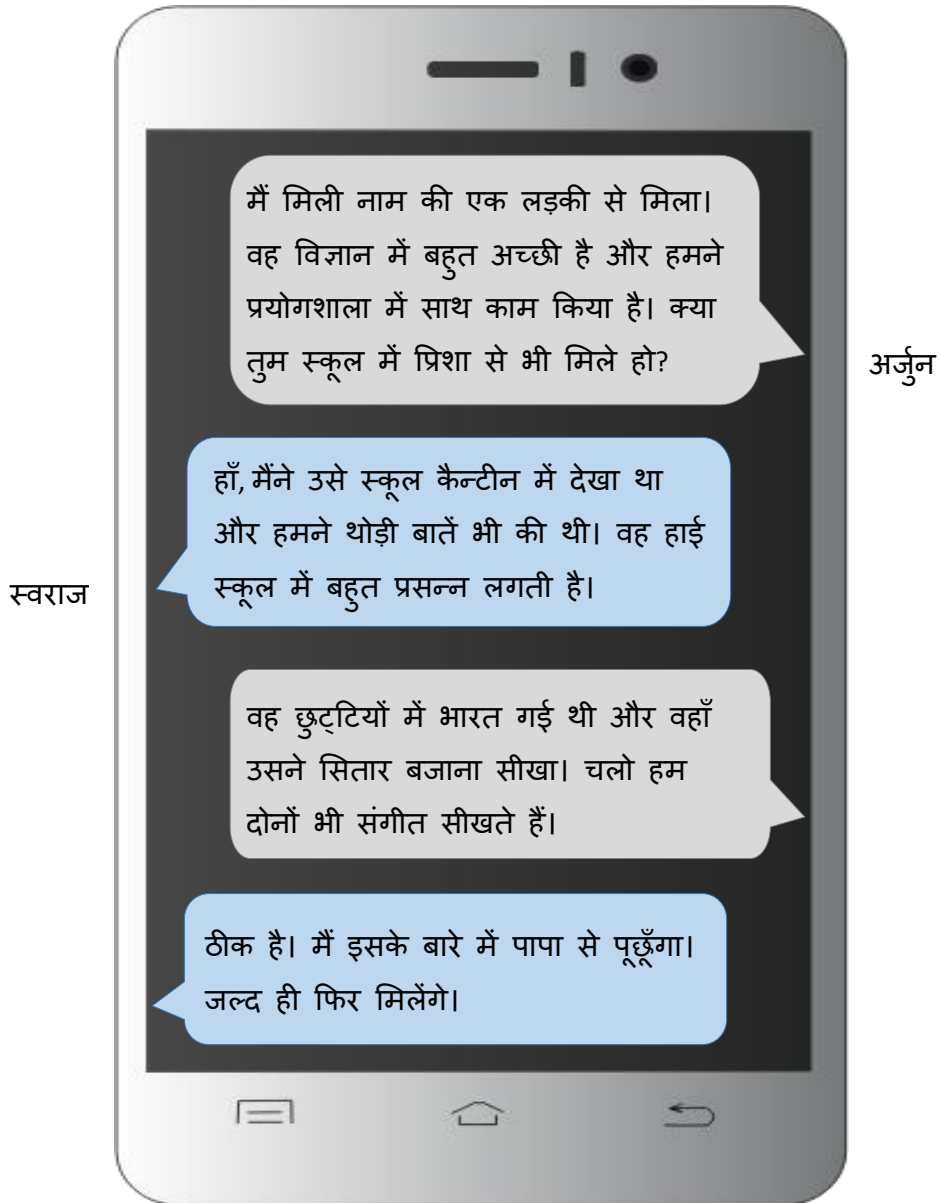 मैं मिली नाम की एक लड़की से मिला।
वह विज्ञान में बहुत अच्छी है और हमने
प्रयोगशाला में साथ काम किया है। क्या
तुम स्कूल में प्रिशा से भी मिले हो?
अर्जुन
हाँ, मैंने उसे स्कूल कैन्टीन में देखा था
और हमने थोड़ी बातें भी की थी। वह हाई
स्कूल में बहुत प्रसन्न लगती है।
स्वराज
वह छुट्टियों में भारत गई थी और वहाँ
उसने सितार बजाना सीखा। चलो हम
दोनों भी संगीत सीखते हैं।
ठीक है। मैं इसके बारे में पापा से पूछूँगा।
जल्द ही फिर मिलेंगे।